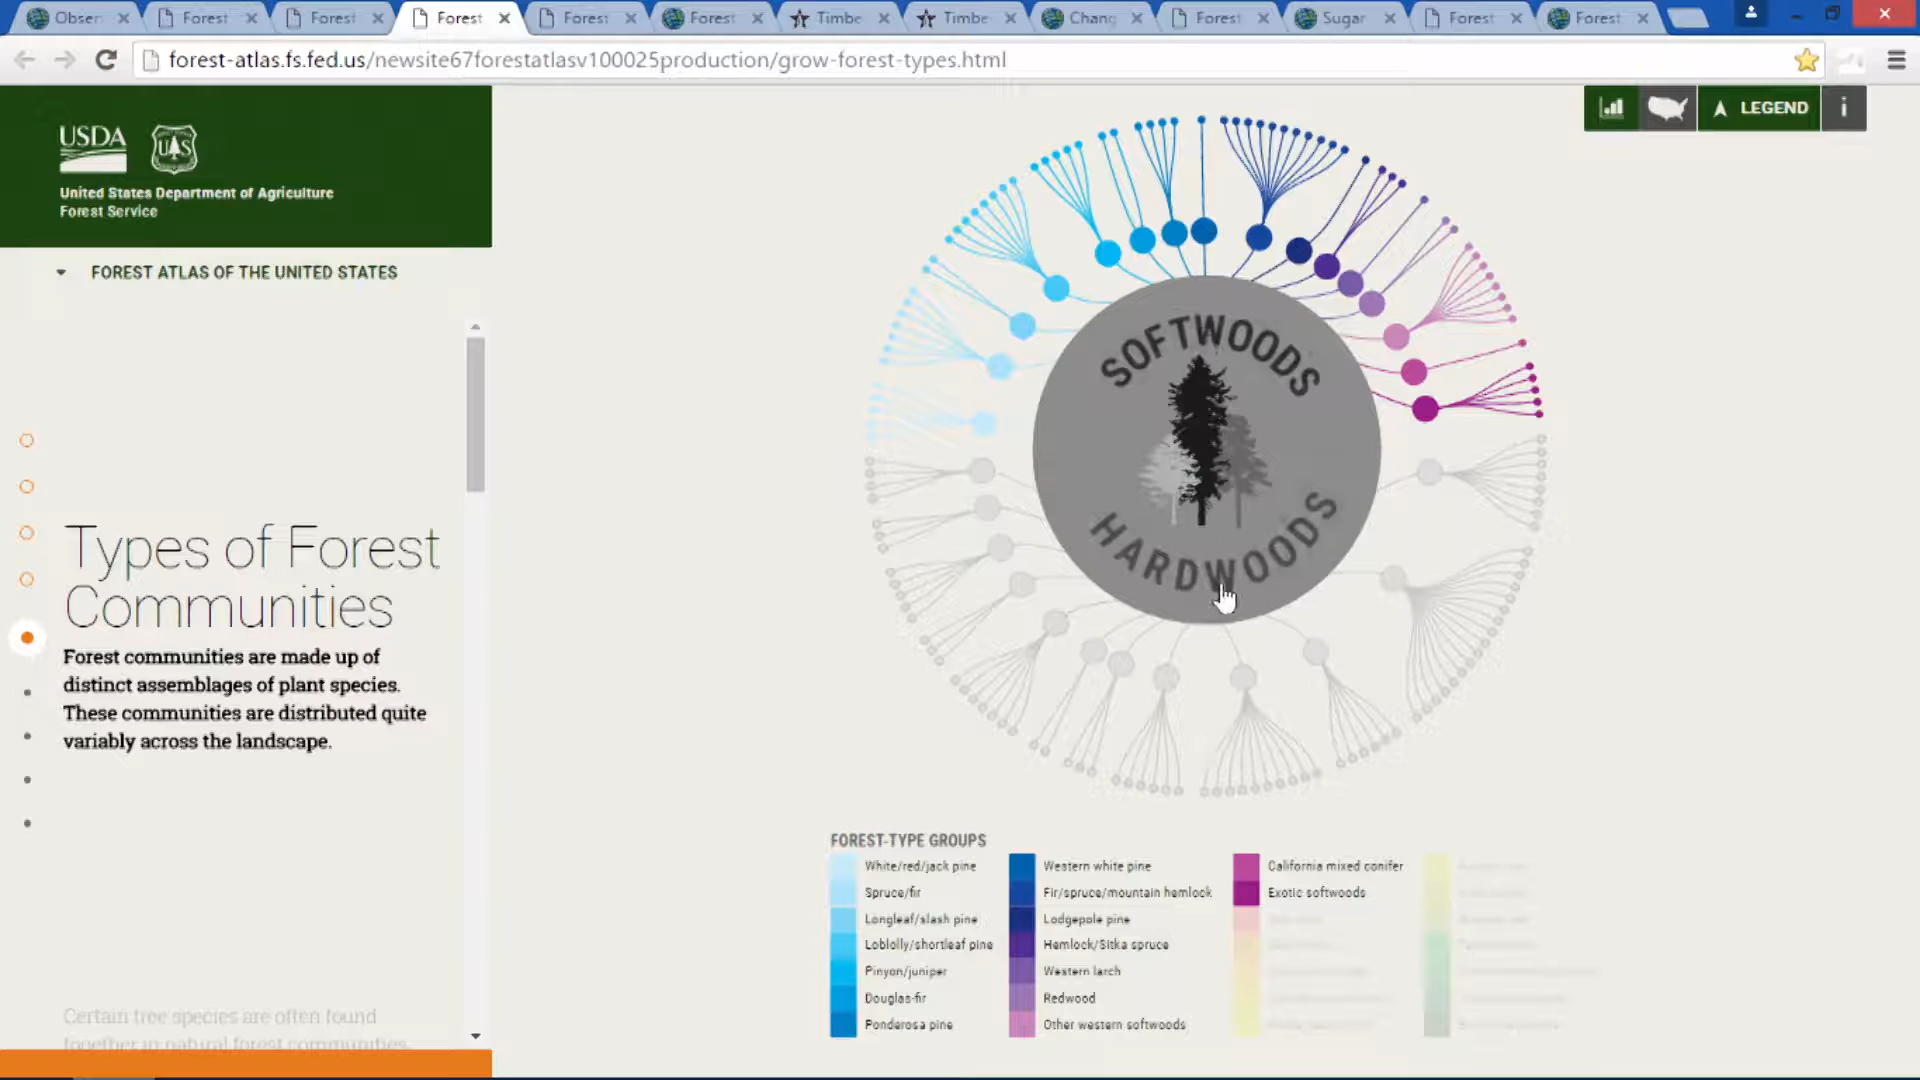 Obser
Forest
Forest
Forest
Forest
Forest
Timbe
Timbe
Chang
Forest
Sugar
Forest
Forest
forest-atlas.fs.fed.us/newsite67forestatlasv100025production/grow-forest-types.html
USDA
UAS
United States Department of Agriculture
Forest Service
FOREST ATLAS OF THE UNITED STATES
LEGEND
i
SOFTWOODS
HARDWOODS
Types of Forest
Communities
Forest communities are made up of
distinct assemblages of plant species.
These communities are distributed quite
variably across the landscape.
Certain tree species are often found
together in natural forest communities.
FOREST-TYPE GROUPS
White/red/jack pine
Spruce/fir
Longleaf/slash pine
Loblolly/shortleaf pine
Pinyon/juniper
Douglas-fir
Ponderosa pine
Western white pine
Fir/spruce/mountain hemlock
Lodgepole pine
Hemlock/Sitka spruce
Western larch
Redwood
Other western softwoods
California mixed conifer
Exotic softwoods